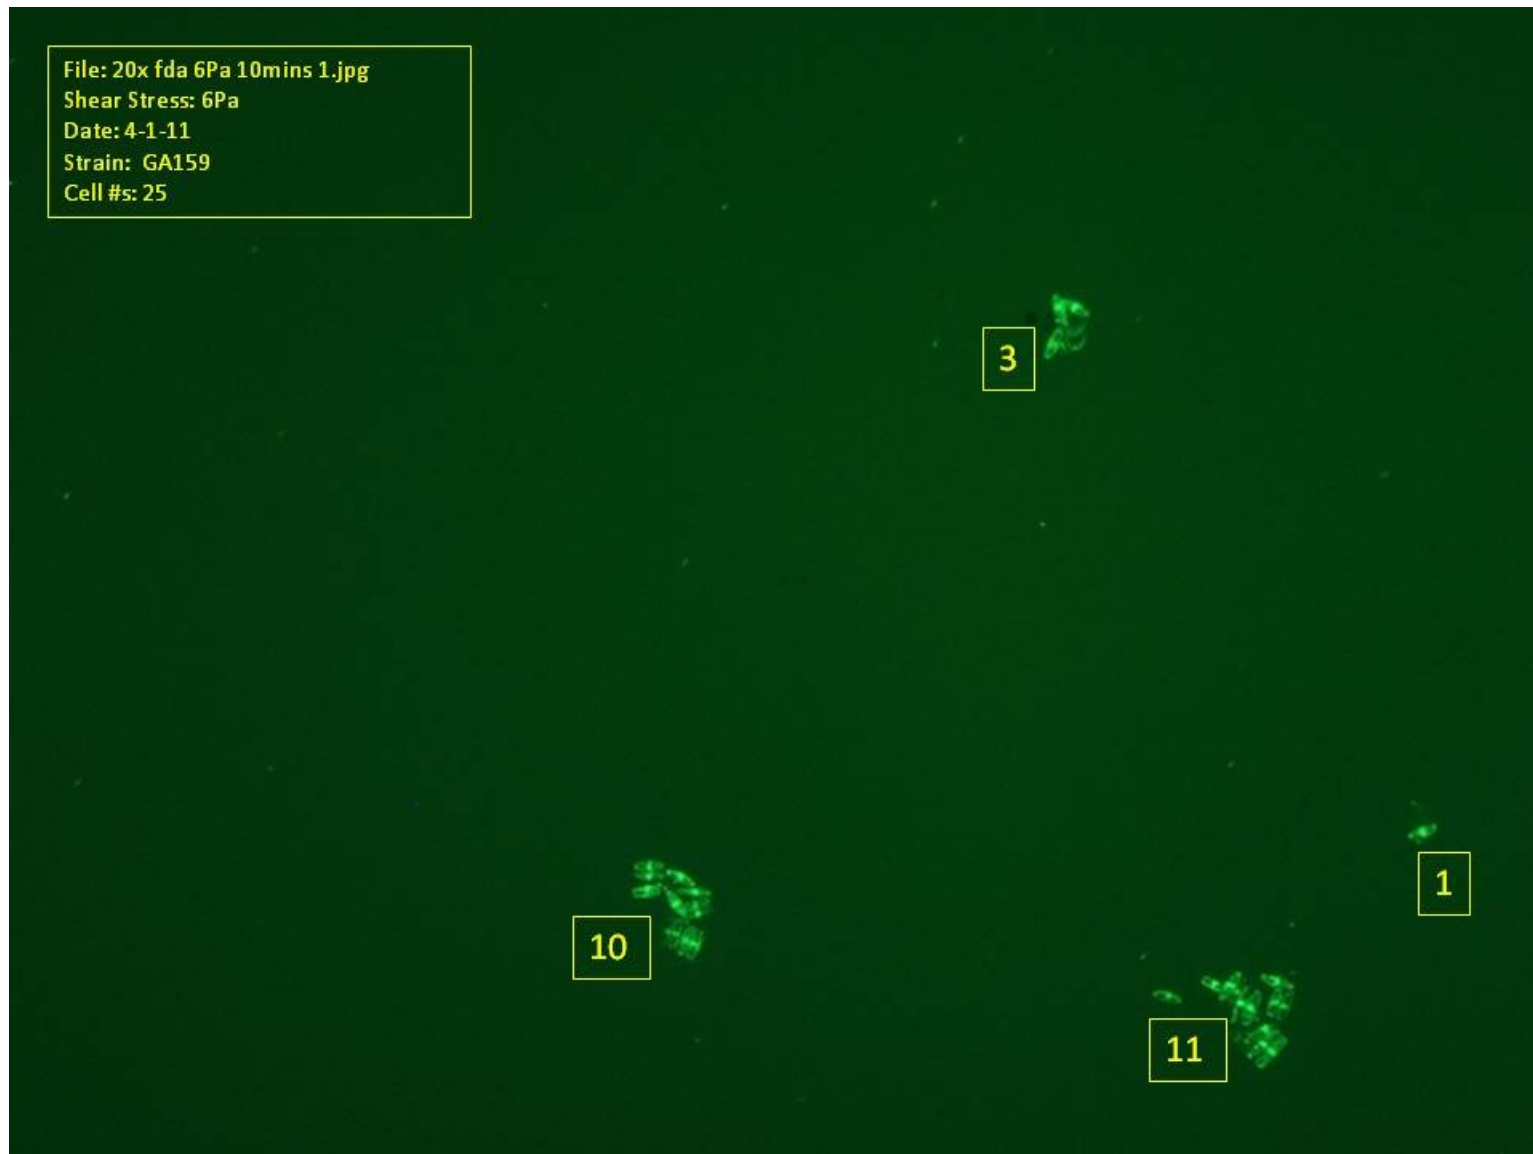 File: 20x fda 6Pa 10mins 1.jpg
Shear Stress: 6Pa
Date: 4-1-11
Strain: GA159
Cell #s: 25
3
1
10
11